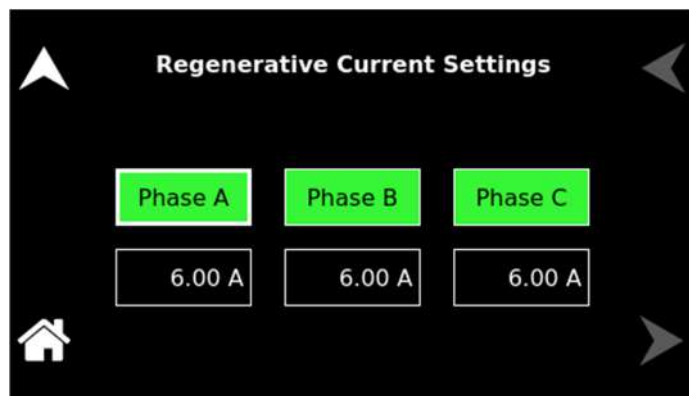 Regenerative Current Settings
Phase A Phase B Phase C
6.00 A 6.00 A 6.00 A